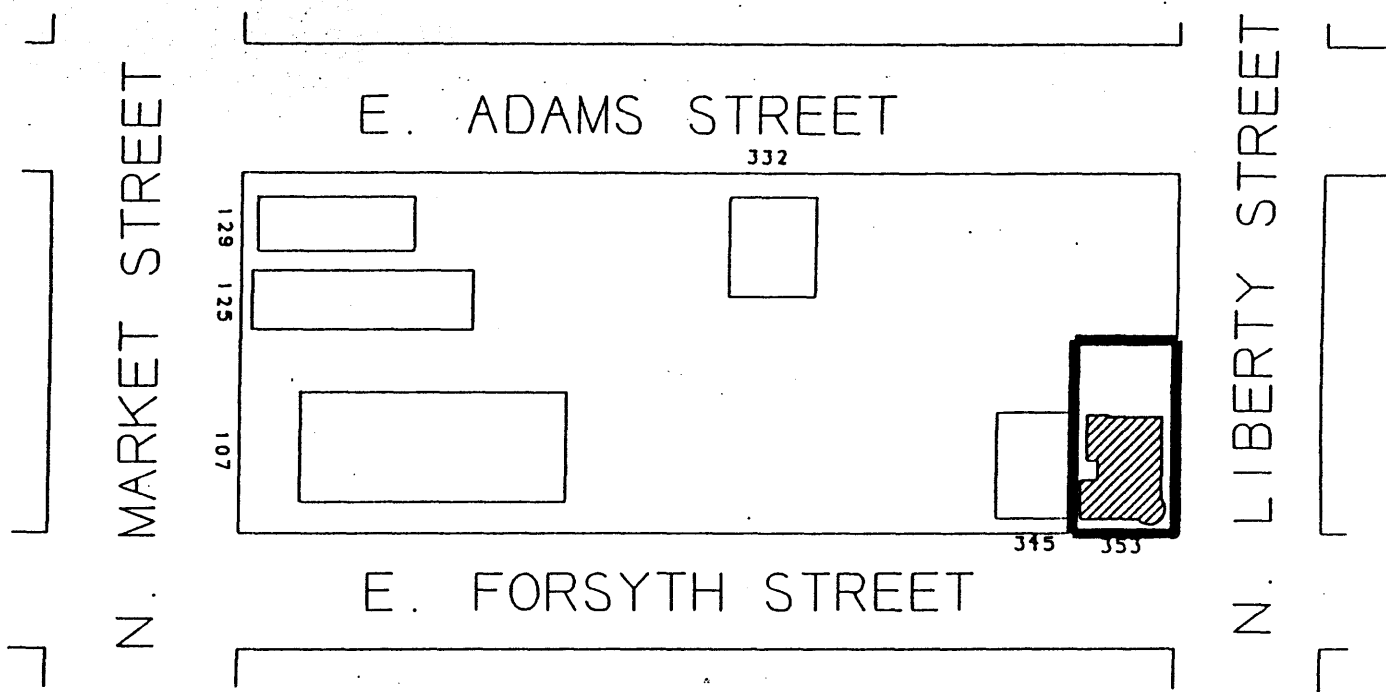 E. ADAMS STREET
332
N. MARKET STREET
129
125
107
N. LIBERTY STREET
345
353
E. FORSYTH STREET